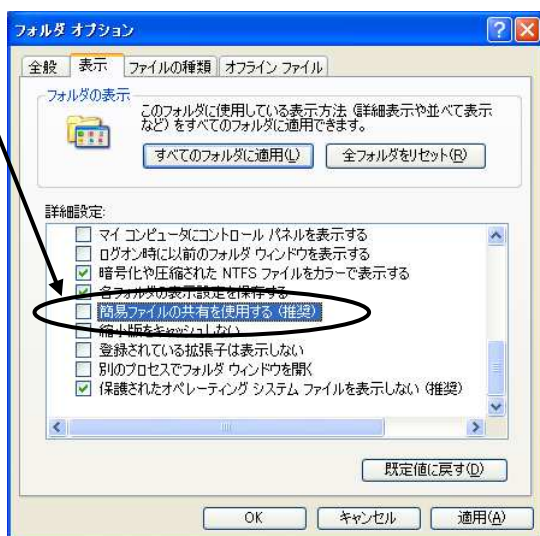 フォルダ オプション
全般 表示 ファイルの種類 オフライン ファイル
フォルダの表示
このフォルダに使用している表示方法 (詳細表示や並べて表示
など) をすべてのフォルダに適用できます。
すべてのフォルダに適用(L) 全フォルダをリセット(R)
詳細設定:
マイ コンピュータにコントロール パネルを表示する
ログオン時に以前のフォルダ ウィンドウを表示する
暗号化や圧縮された NTFS ファイルをカラーで表示する
各フォルダの表示設定を保存する
簡易ファイルの共有を使用する (推奨)
縮小版をキャッシュしない
登録されている拡張子は表示しない
別のプロセスでフォルダ ウィンドウを開く
保護されたオペレーティング システム ファイルを表示しない (推奨)
既定値に戻す(D)
OK キャンセル 適用(A)